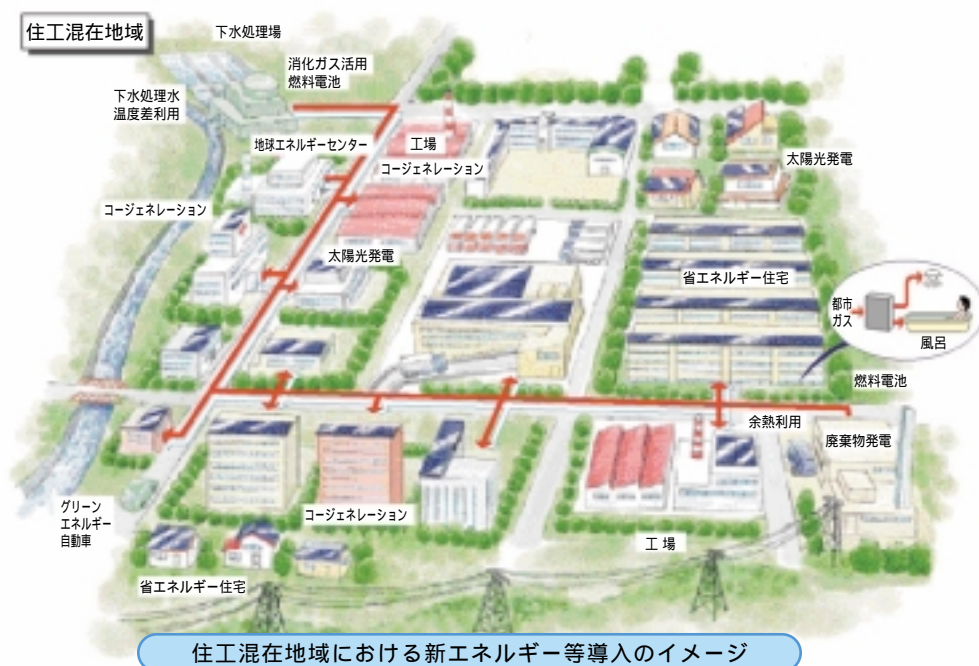 住工混在地域
下水処理場
消化ガス活用
燃料電池
下水処理水
温度差利用
地球エネルギーセンター
工場
コージェネレーション
太陽光発電
コージェネレーション
太陽光発電
省エネルギー住宅
都市
ガス
風呂
燃料電池
余熱利用
廃棄物発電
グリーン
エネルギー
自動車
コージェネレーション
工場
省エネルギー住宅
住工混在地域における新エネルギー等導入のイメージ